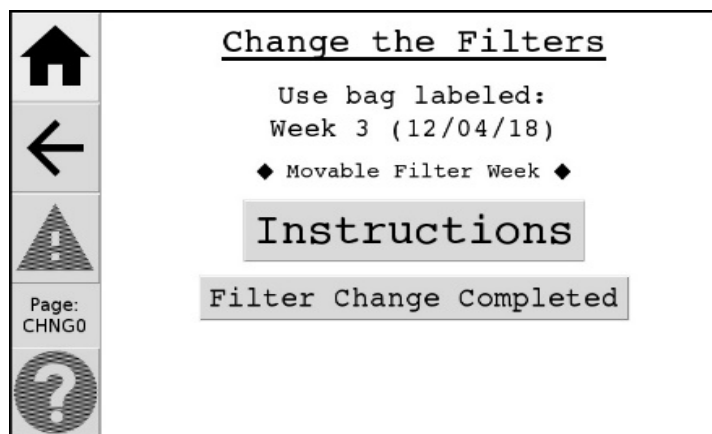 Change the Filters
Use bag labeled:
Week 3 (12/04/18)
◆ Movable Filter Week ◆
Instructions
Filter Change Completed
Page:
CHNG0